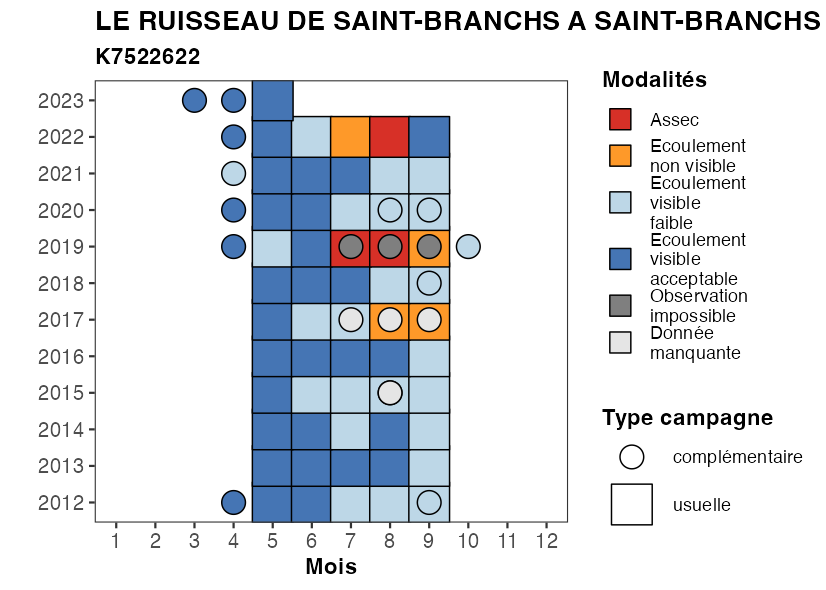 LE RUISSEAU DE SAINT-BRANCHS A SAINT-BRANCHS
K7522622
2023
2022
2021
2020
2019
2018
2017
2016
2015
2014
2013
2012
1 2 3 4 5 6 7 8 9 10 11 12
Mois
Modalités
Assec
Ecoulement
non visible
Ecoulement
visible
faible
Ecoulement
visible
acceptable
Observation
impossible
Donnée
manquante
Type campagne
complémentaire
usuelle